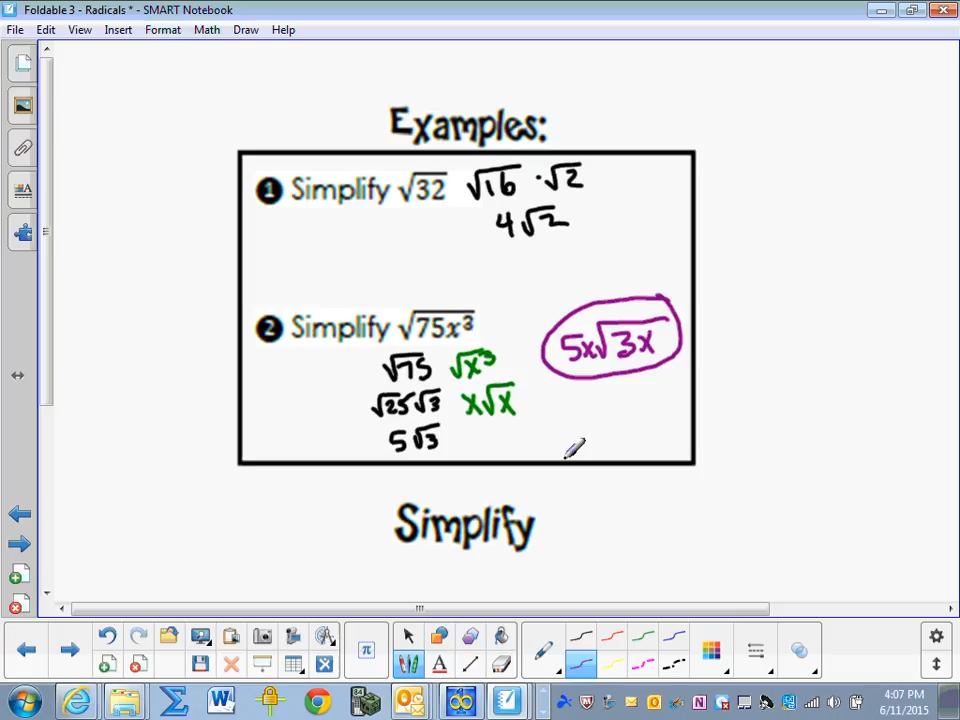 Foldable 3 - Radicals * - SMART Notebook
File Edit View Insert Format Math Draw Help
Examples:
1 Simplify √32 √16 · √2
4√2
2 Simplify √75x³
5x√3x
√75 √x³
√25 √3 x√x
5√3
Simplify
4:07 PM
6/11/2015